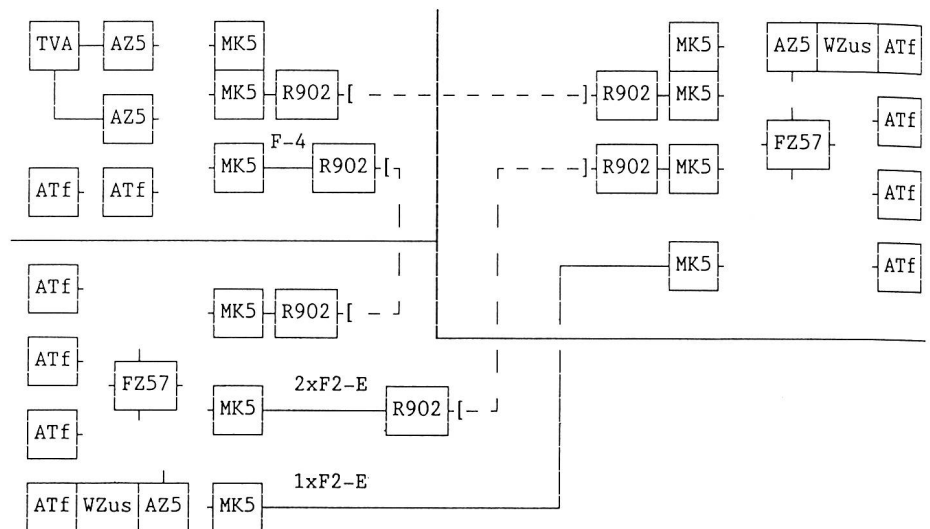 TVA AZ5 MK5 MK5 AZ5 WZus ATf
MK5 R902 R902 MK5
AZ5 ATf
F-4 FZ57
MK5 R902 R902 MK5
ATf ATf ATf
MK5 ATf
ATf
MK5 R902
ATf
FZ57 2xF2-E
MK5 R902
ATf
1xF2-E
ATf WZus AZ5 MK5